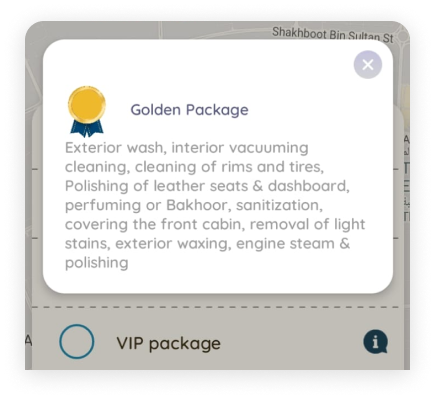 Shakhboot Bin Sultan St
Golden Package
Exterior wash, interior vacuuming
cleaning, cleaning of rims and tires,
Polishing of leather seats & dashboard,
perfuming or Bakhoor, sanitization,
covering the front cabin, removal of light
stains, exterior waxing, engine steam &
polishing
VIP package